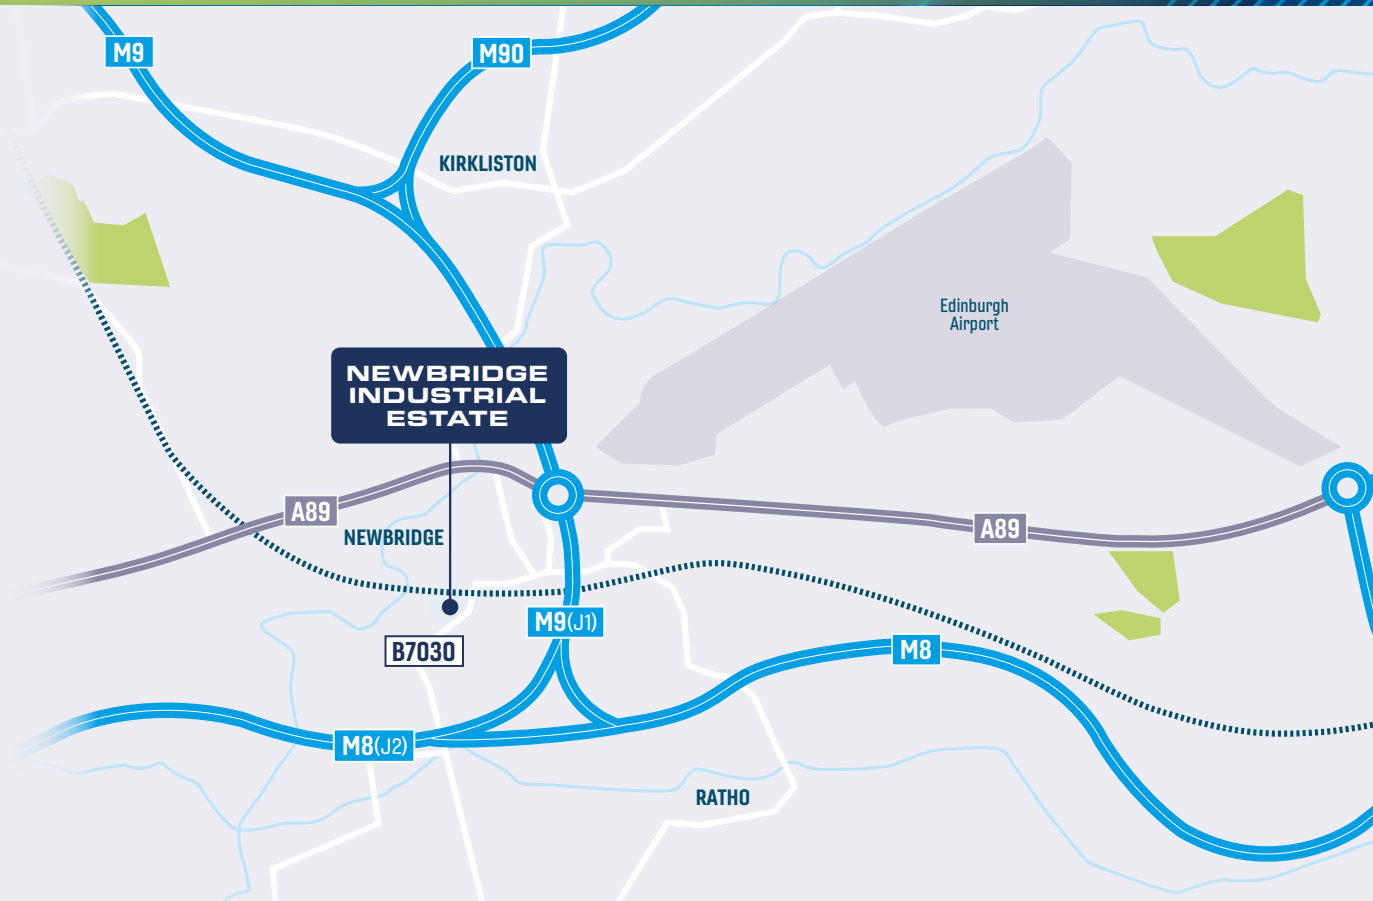 M9
M90
KIRKLISTON
Edinburgh
Airport
NEWBRIDGE
INDUSTRIAL
ESTATE
A89
A89
NEWBRIDGE
M9(J1)
B7030
M8
M8(J2)
RATHO